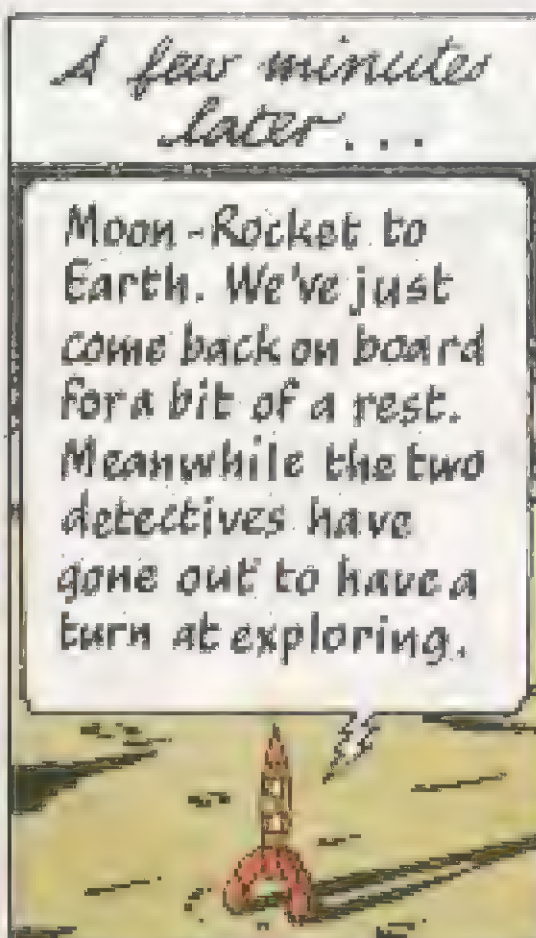 A few minutes
later...
Moon-Rocket to
Earth. We've just
come back on board
for a bit of a rest.
Meanwhile the two
detectives have
gone out to have a
turn at exploring.